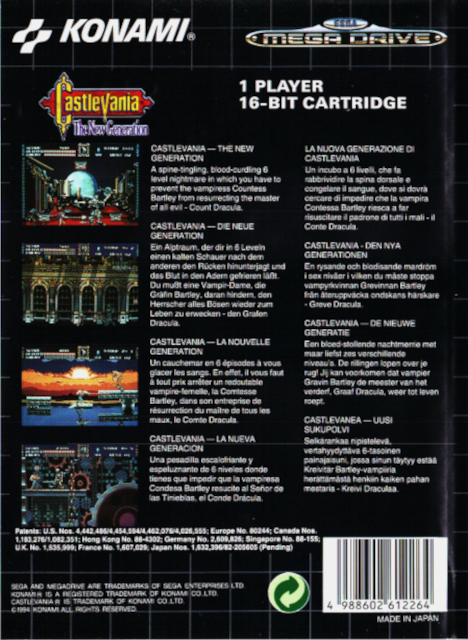 KONAMI®
SEGA
MEGA DRIVE
1 PLAYER
16-BIT CARTRIDGE
Castlevania
The New Generation
CASTLEVANIA — THE NEW
GENERATION
A spine-tingling, blood-curdling 6
level nightmare in which you have to
prevent the vampiress Countess
Bartley from resurrecting the master
of all evil - Count Dracula.
CASTLEVANIA — DIE NEUE
GENERATION
Ein Alptraum, der dir in 6 Leveln
einen kalten Schauer nach dem
anderen den Rücken hinunterjagt und
das Blut in den Adern gefrieren läßt.
Du mußt eine Vampir-Dame, die
Gräfin Bartley, daran hindern, den
Herrscher alles Bösen wieder zum
Leben zu erwecken - den Grafen
Dracula.
CASTLEVANIA — LA NOUVELLE
GENERATION
Un cauchemar en 6 épisodes à vous
glacer les sangs. En effet, il vous faut
à tout prix arrêter un redoutable
vampire-femelle, la Comtesse
Bartley, dans son entreprise de
résurrection du maître de tous les
maux, le Comte Dracula.
CASTLEVANIA — LA NUEVA
GENERACION
Una pesadilla escalofriante y
espeluznante de 6 niveles donde
tienes que impedir que la vampiresa
Condesa Bartley resucite al Señor de
las Tinieblas, el Conde Drácula.
LA NUOVA GENERAZIONE DI
CASTLEVANIA
Un incubo a 6 livelli, che fa
rabbrividire la spina dorsale e
congelare il sangue, dove si dovrà
cercare di impedire che la vampira
Contessa Bartley riesca a far
risuscitare il padrone di tutti i mali - il
Conte Dracula.
CASTLEVANIA - DEN NYA
GENERATIONEN
En rysande och blodisande mardröm
i sex nivåer i vilken du måste stoppa
vampyrkvinnan Grevinnan Bartley
från återuppväcka ondskans härskare
- Greve Dracula.
CASTLEVANIA — DE NIEUWE
GENERATIE
Een bloed-stollende nachtmerrie met
maar liefst zes verschillende
niveau's. De rillingen lopen over je
rug! Jij kan voorkomen dat vampier
Gravin Bartley de meester van het
verderf, Graaf Dracula, weer tot leven
roept.
CASTLEVANEA — UUSI
SUKUPOLVI
Selkärankaa nipistelevä,
vertahyydyttävä 6-tasoinen
painajaisuni, jossa sinun täytyy estää
Kreivitär Bartley-vampiiria
herättämästä henkiin kaiken pahan
mestaria - Kreivi Draculaa.
Patents: U.S. Nos. 4,442,486/4,454,594/4,462,076/4,026,555; Europe No. 80244; Canada Nos.
1,183,276/1,082,351; Hong Kong No. 88-4302; Germany No. 2,609,826; Singapore No. 88-155;
U.K. No. 1,535,999; France No. 1,607,029; Japan Nos. 1,632,396/82-205605 (Pending)
SEGA AND MEGADRIVE ARE TRADEMARKS OF SEGA ENTERPRISES LTD.
KONAMI® IS A REGISTERED TRADEMARK OF KONAMI CO.,LTD.
CASTLEVANIA® IS TRADEMARK OF KONAMI CO.,LTD.
©1994 KONAMI ALL RIGHTS RESERVED.
4 988602 612264
MADE IN JAPAN